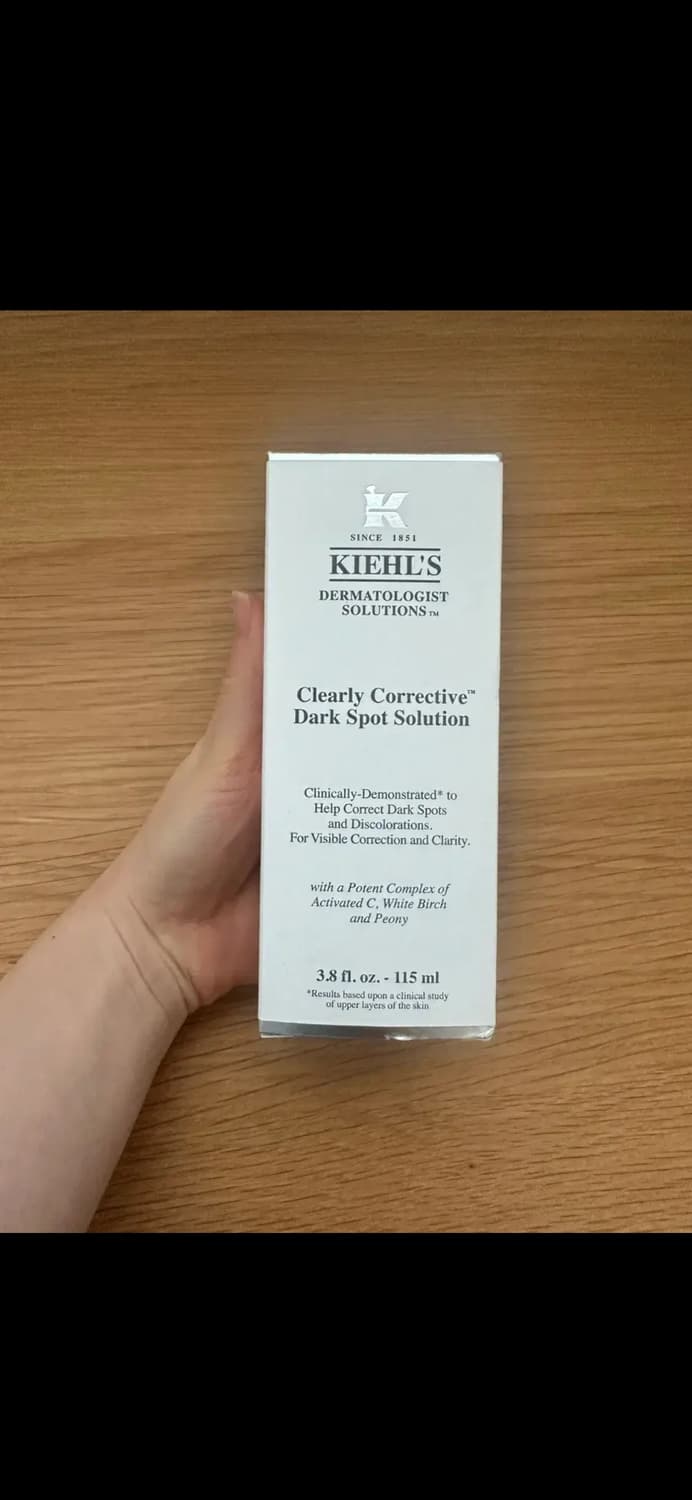 SINCE 1851
KIEHL'S
DERMATOLOGIST
SOLUTIONS™
Clearly Corrective™
Dark Spot Solution
Clinically-Demonstrated* to
Help Correct Dark Spots
and Discolorations.
For Visible Correction and Clarity.
with a Potent Complex of
Activated C, White Birch
and Peony
3.8 fl. oz. - 115 ml
*Results based upon a clinical study
of upper layers of the skin